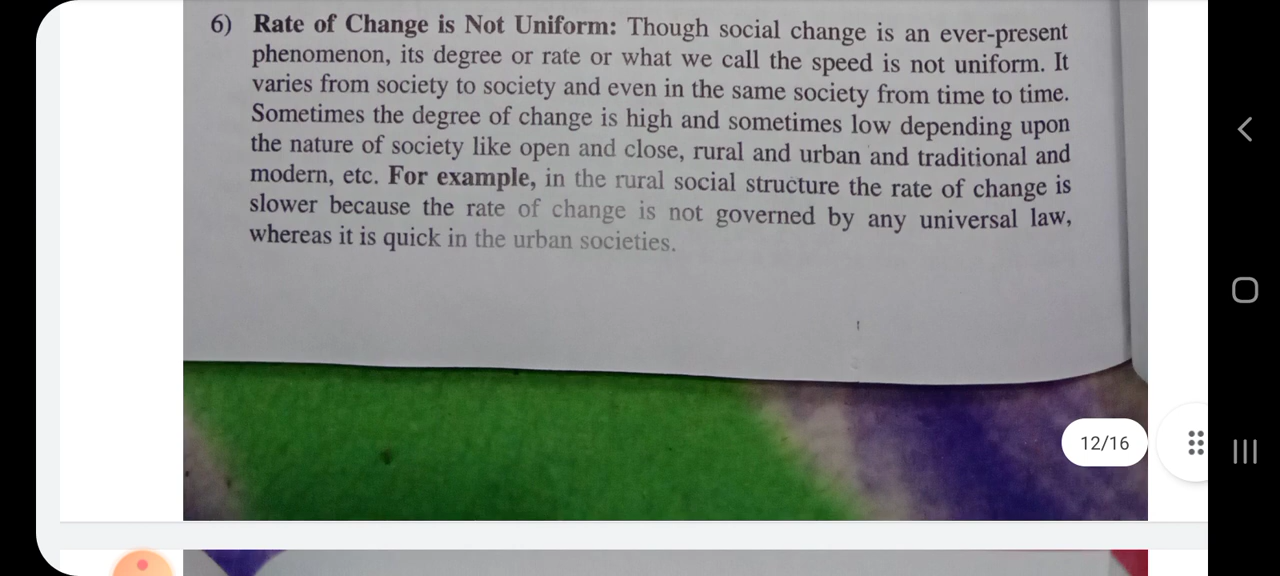 6) Rate of Change is Not Uniform: Though social change is an ever-present
phenomenon, its degree or rate or what we call the speed is not uniform. It
varies from society to society and even in the same society from time to time.
Sometimes the degree of change is high and sometimes low depending upon
the nature of society like open and close, rural and urban and traditional and
modern, etc. For example, in the rural social structure the rate of change is
slower because the rate of change is not governed by any universal law,
whereas it is quick in the urban societies.
12/16